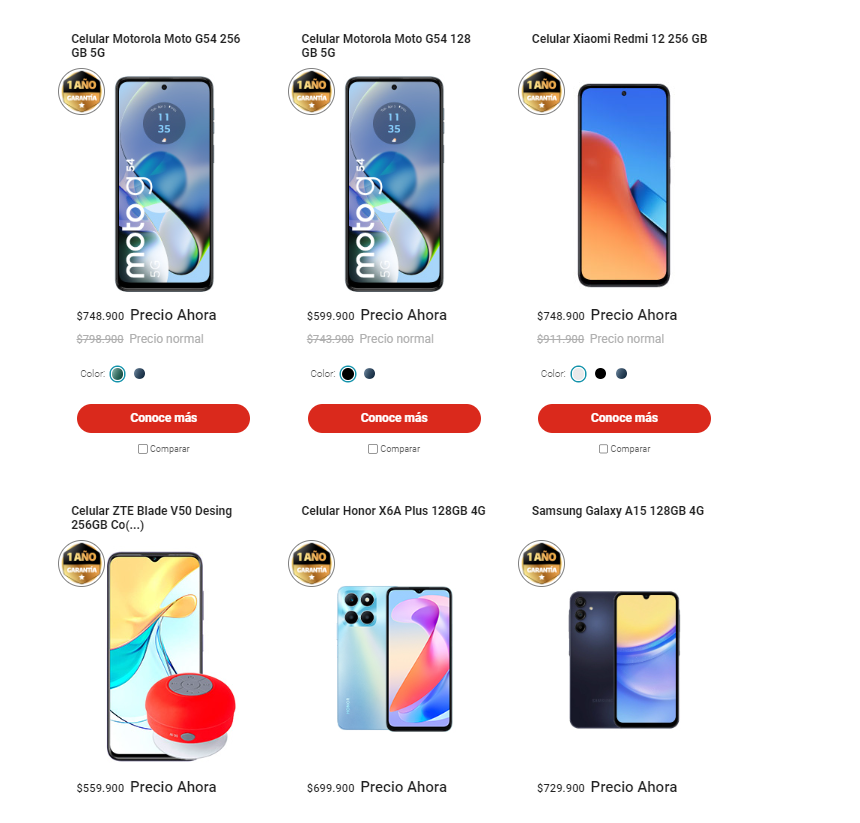 Celular Motorola Moto G54 256
GB 5G
1 AÑO
GARANTÍA
11
35
moto g54
5G
$748.900 Precio Ahora
$798.900 Precio normal
Color:
Conoce más
Comparar
Celular Motorola Moto G54 128
GB 5G
1 AÑO
GARANTÍA
11
35
moto g54
5G
$599.900 Precio Ahora
$743.900 Precio normal
Color:
Conoce más
Comparar
Celular Xiaomi Redmi 12 256 GB
1 AÑO
GARANTÍA
$748.900 Precio Ahora
$911.900 Precio normal
Color:
Conoce más
Comparar
Celular ZTE Blade V50 Desing
256GB Co(...)
1 AÑO
GARANTÍA
$559.900 Precio Ahora
Celular Honor X6A Plus 128GB 4G
1 AÑO
GARANTÍA
$699.900 Precio Ahora
Samsung Galaxy A15 128GB 4G
1 AÑO
GARANTÍA
$729.900 Precio Ahora